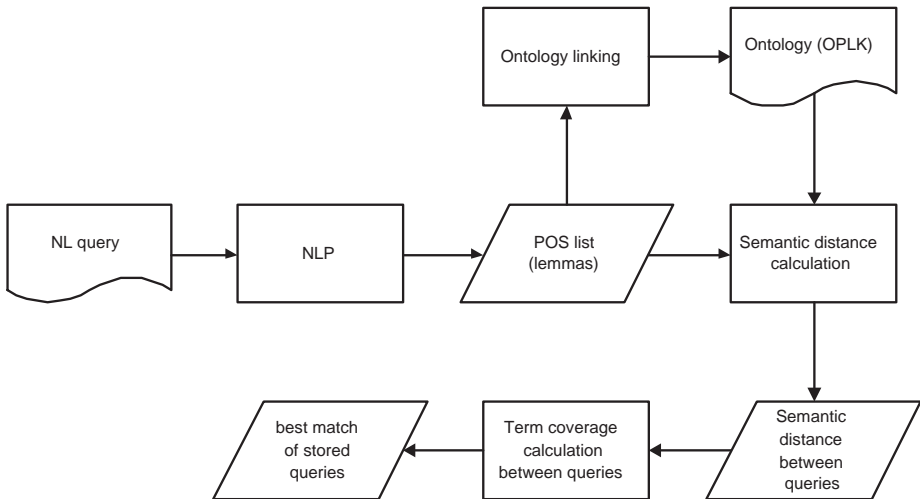 Ontology linking
Ontology (OPLK)
NL query
NLP
POS list
(lemmas)
Semantic distance
calculation
best match
of stored
queries
Term coverage
calculation
between queries
Semantic
distance
between
queries